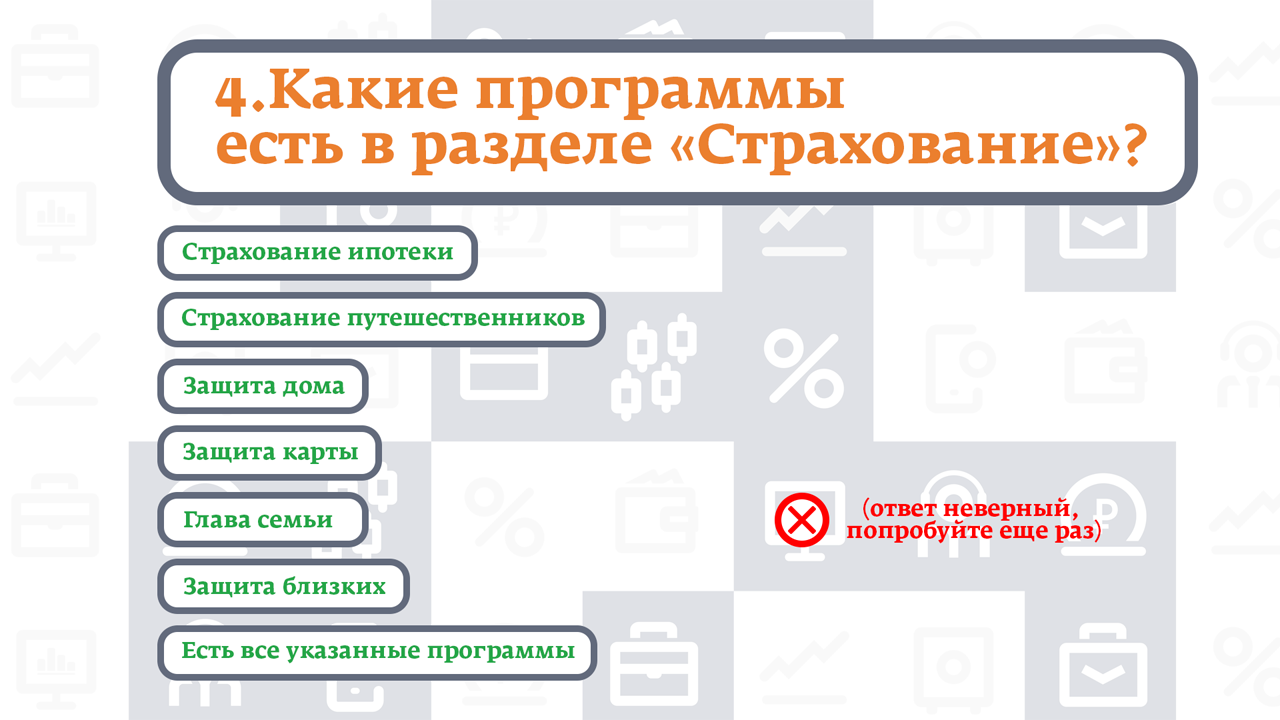 4.Какие программы
есть в разделе «Страхование»?
Страхование ипотеки
Страхование путешественников
Защита дома
Защита карты
Глава семьи
(ответ неверный,
попробуйте еще раз)
Защита близких
Есть все указанные программы